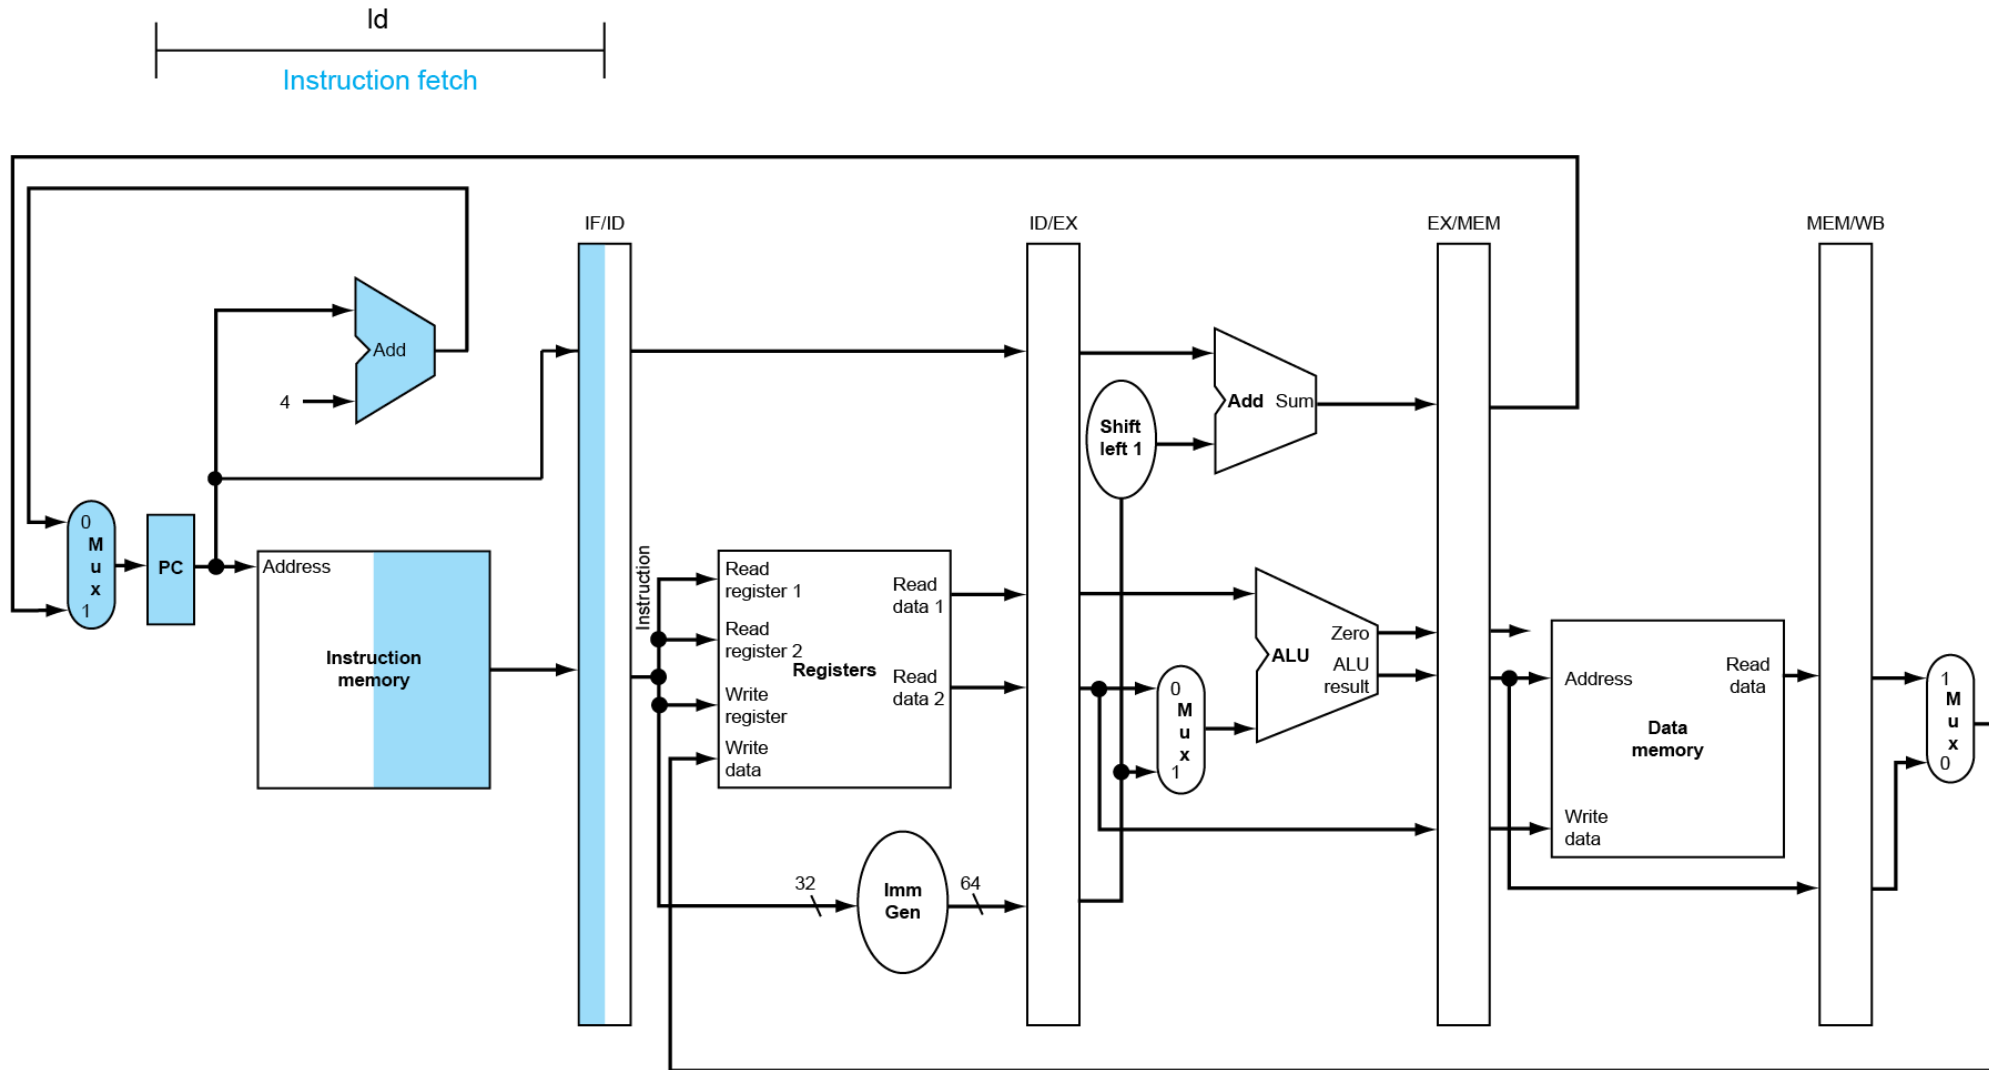 ld
Instruction fetch
IF/ID
ID/EX
EX/MEM
MEM/WB
Add
4
Add Sum
Shift
left 1
0
M
u
x
1
PC
Address
Instruction
memory
Instruction
Read
register 1
Read
register 2
Write
register
Write
data
Registers
Read
data 1
Read
data 2
32
Imm
Gen
64
0
M
u
x
1
ALU
Zero
ALU
result
Address
Read
data
Data
memory
Write
data
1
M
u
x
0